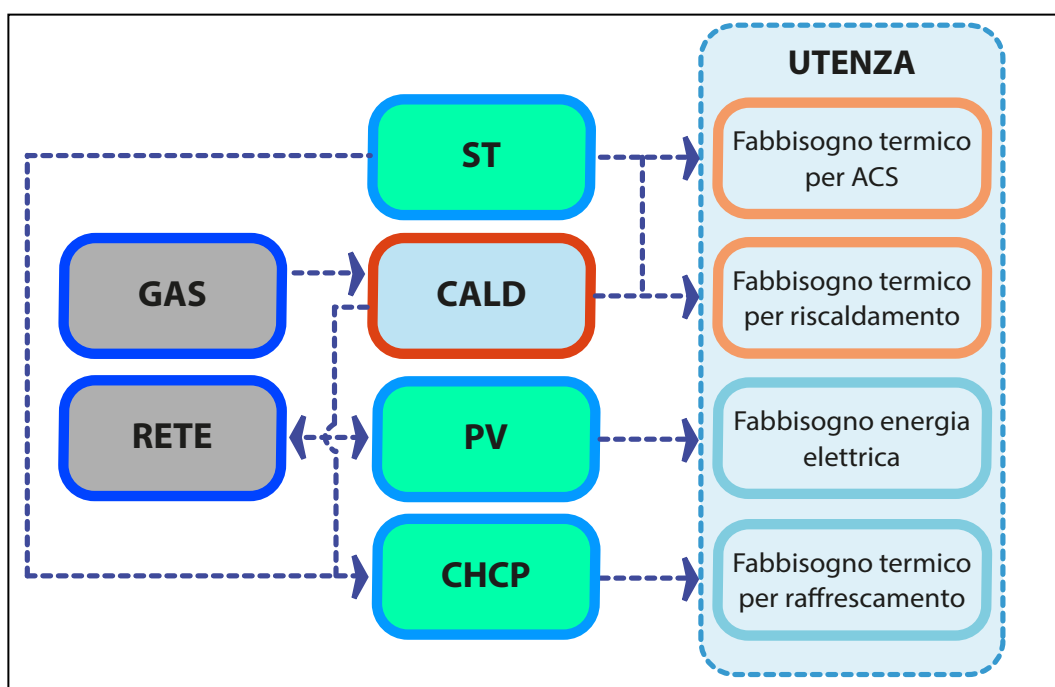 UTENZA
ST
Fabbisogno termico
per ACS
GAS
CALD
Fabbisogno termico
per riscaldamento
RETE
PV
Fabbisogno energia
elettrica
CHCP
Fabbisogno termico
per raffrescamento